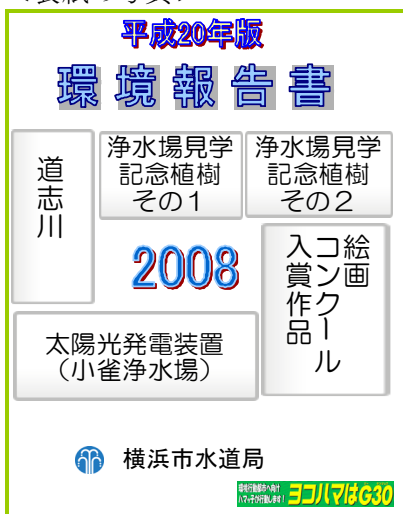 平成20年版
環境報告書
道志川
浄水場見学
記念植樹
その1
浄水場見学
記念植樹
その2
2008
絵画
コンクール
入賞作品
太陽光発電装置
（小雀浄水場）
横浜市水道局
ヨコハマはG30